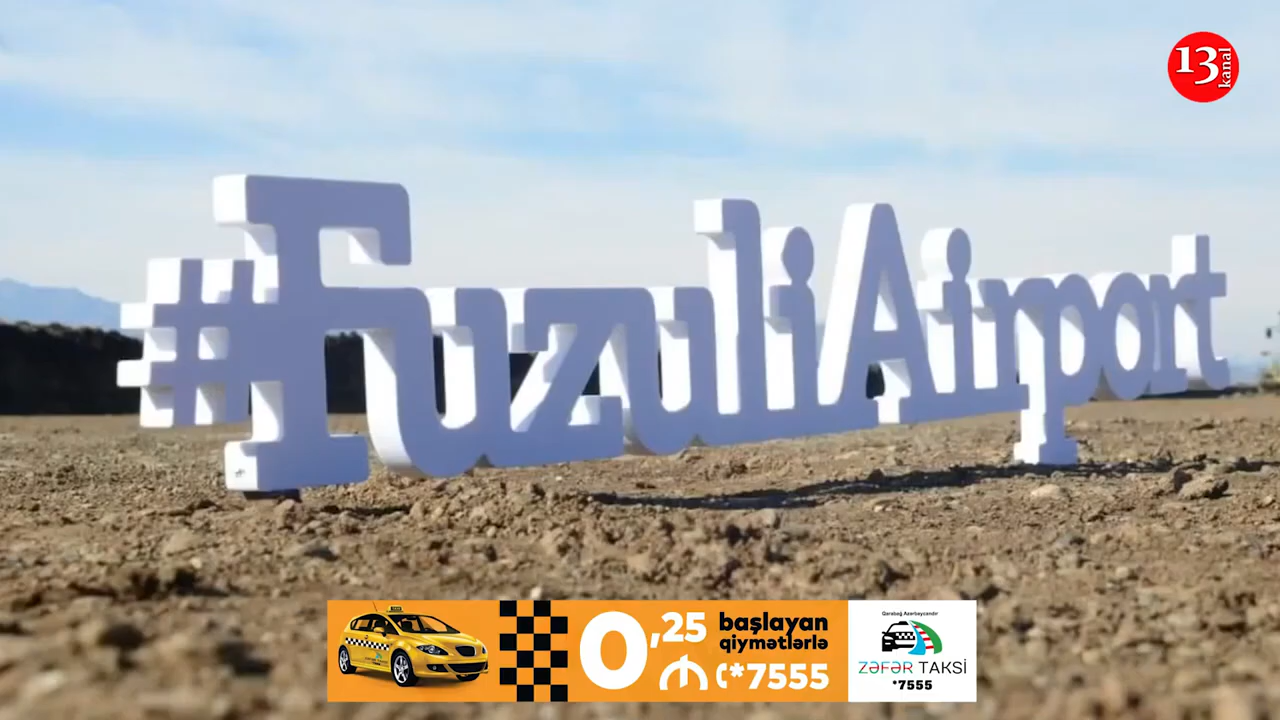 13
kanal
#FuzuliAirport
0,25 ₼
başlayan
qiymətlərlə
*7555
Qarabağ Azərbaycandır
ZƏFƏR TAKSİ
*7555